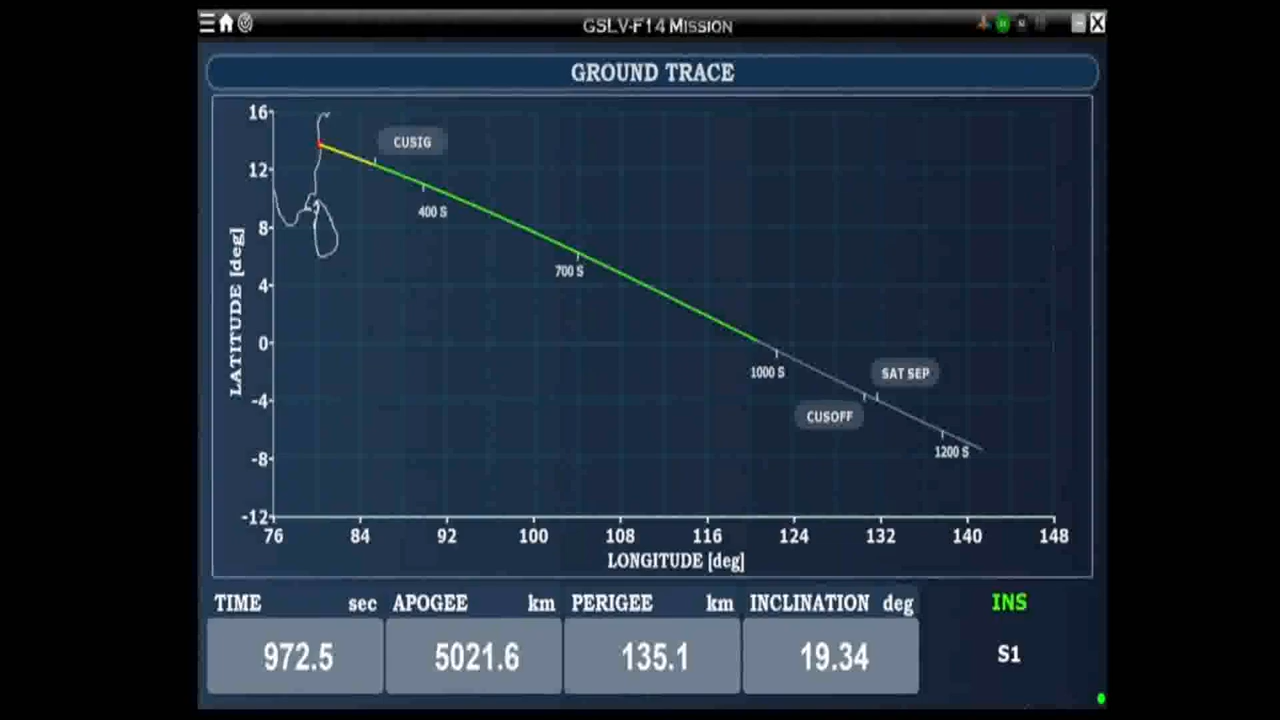 GSLV-F14 MISSION
GROUND TRACE
LATITUDE [deg]
16
12
8
4
0
-4
-8
-12
CUSIG
400 S
700 S
1000 S
SAT SEP
CUSOFF
1200 S
76 84 92 100 108 116 124 132 140 148
LONGITUDE [deg]
TIME sec APOGEE km PERIGEE km INCLINATION deg INS
972.5 5021.6 135.1 19.34 S1